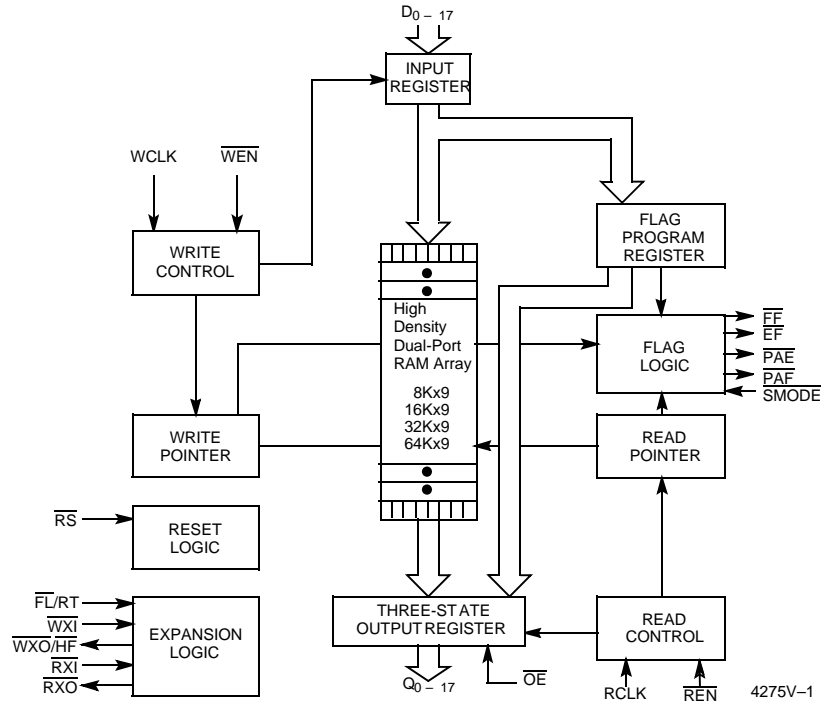 D0 – 17
INPUT
REGISTER
WCLK
WEN
FLAG
PROGRAM
REGISTER
WRITE
CONTROL
High
Density
Dual-Port
RAM Array
8Kx9
16Kx9
32Kx9
64Kx9
FLAG
LOGIC
FF
EF
PAE
PAF
SMODE
WRITE
POINTER
READ
POINTER
RS
RESET
LOGIC
FL/RT
WXI
WXO/HF
RXI
RXO
EXPANSION
LOGIC
THREE-STATE
OUTPUT REGISTER
READ
CONTROL
Q0 – 17
OE
RCLK
REN
4275V–1